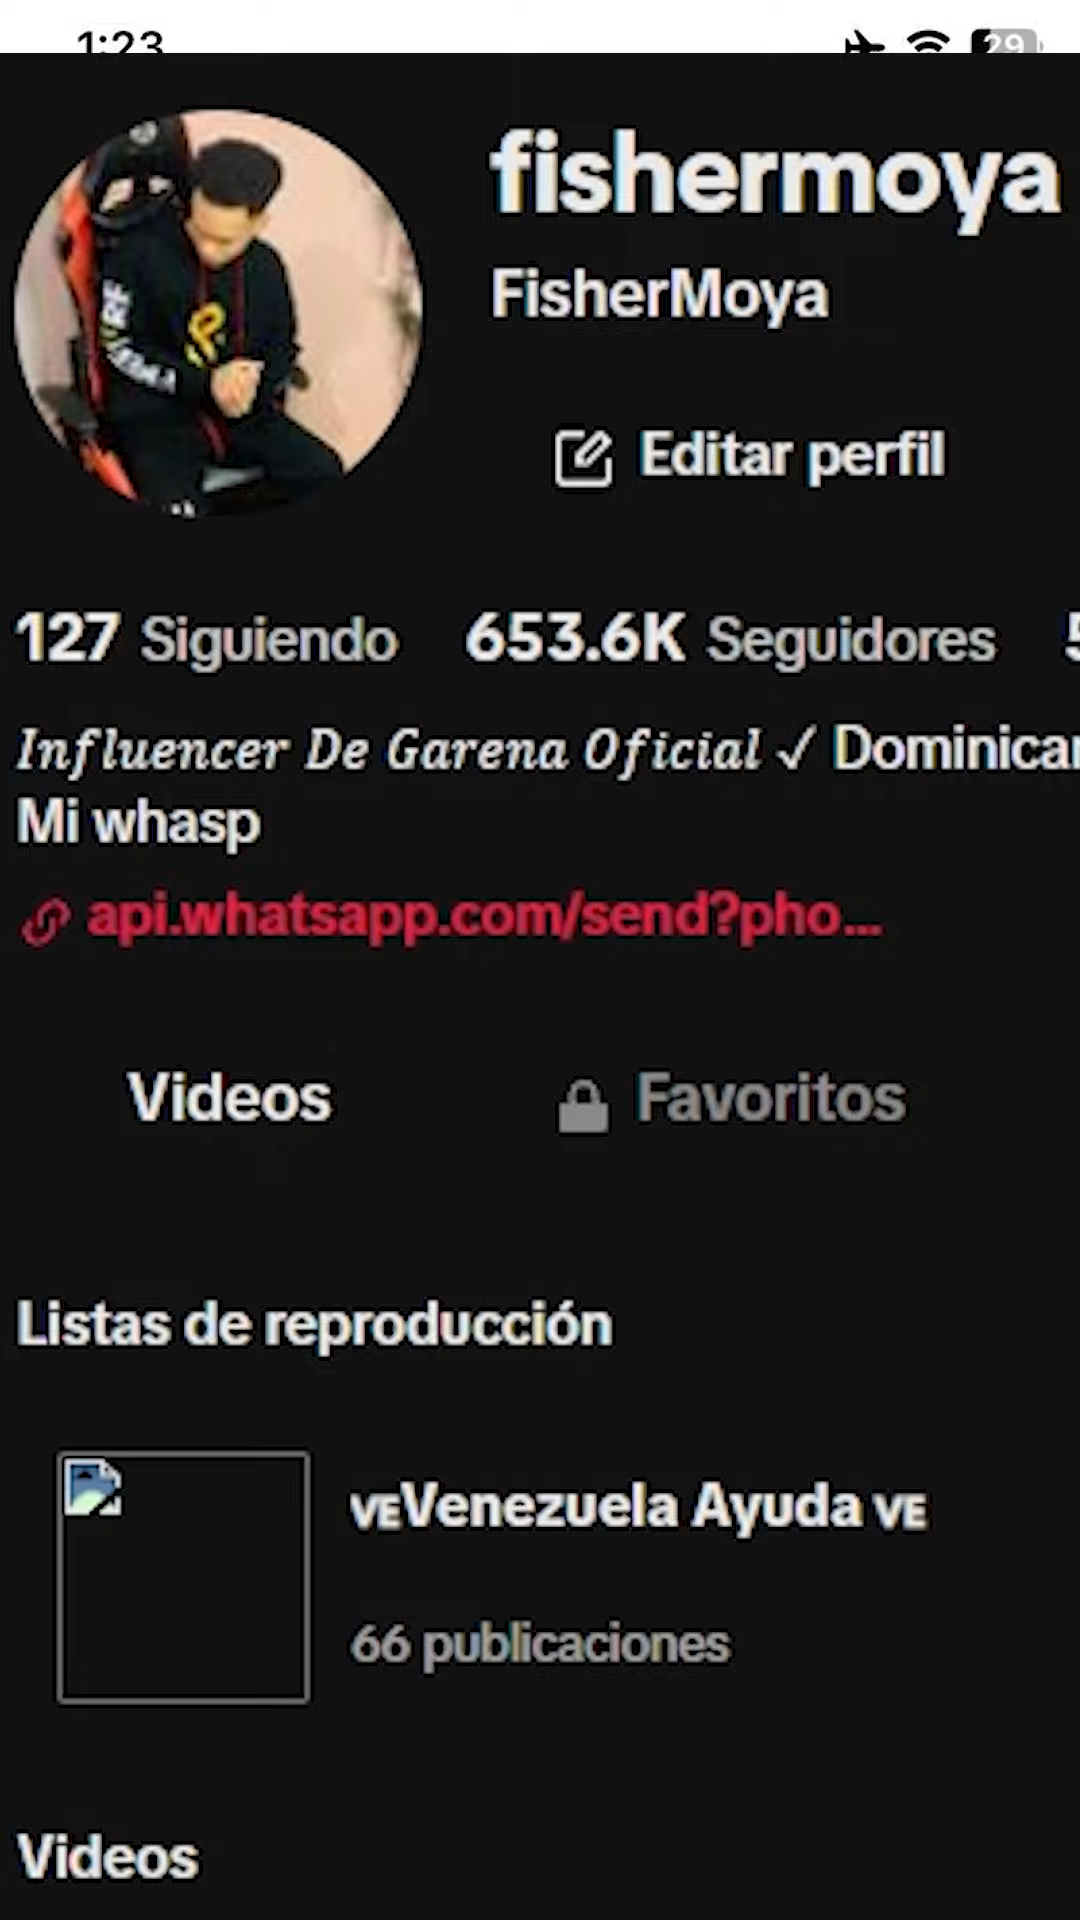 1:23
29
fishermoya
FisherMoya
Editar perfil
127 Siguiendo 653.6K Seguidores
Influencer De Garena Oficial ✓
Mi whasp
api.whatsapp.com/send?pho...
Videos Favoritos
Listas de reproducción
VEVenezuela Ayuda VE
66 publicaciones
Videos